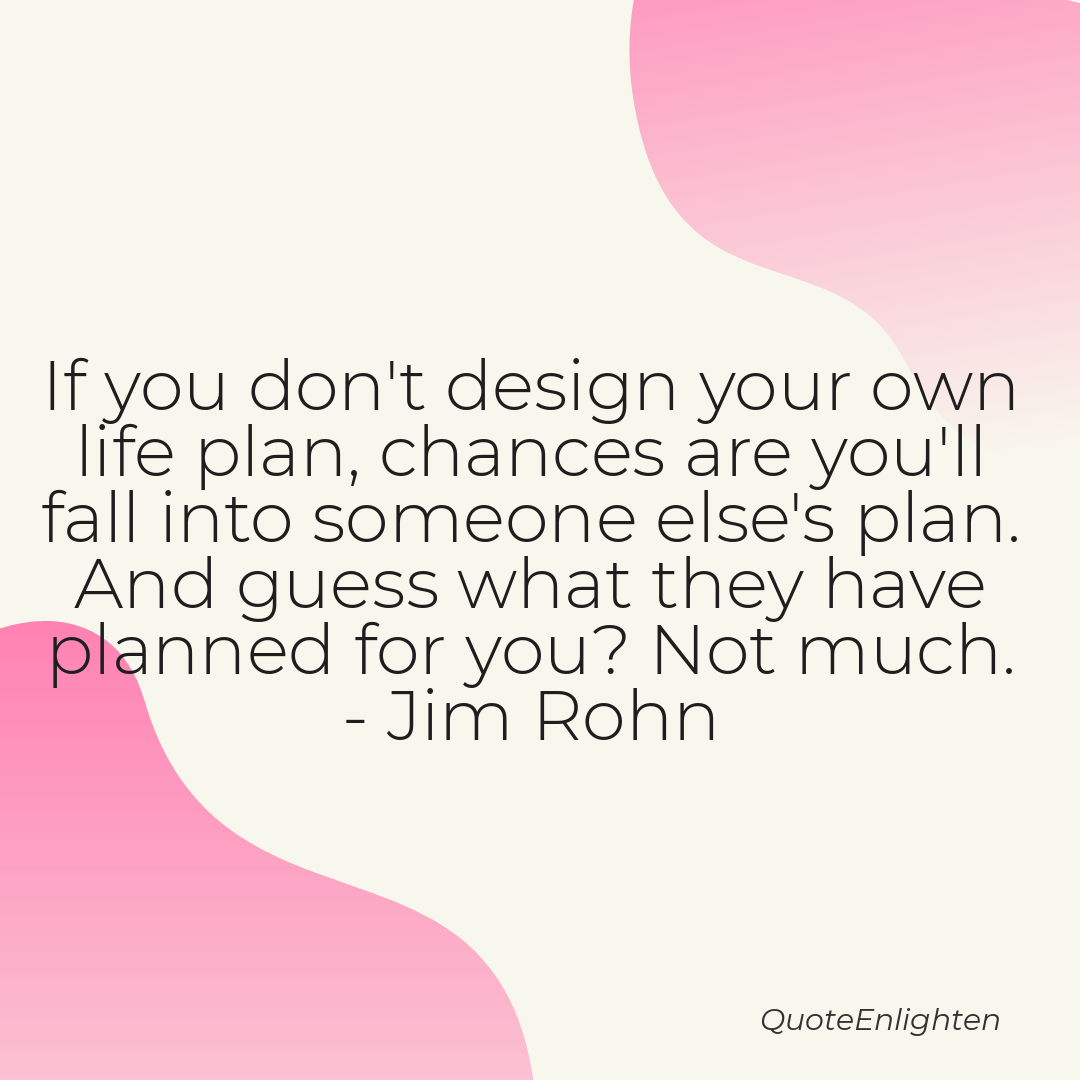 If you don't design your own
life plan, chances are you'll
fall into someone else's plan.
And guess what they have
planned for you? Not much.
- Jim Rohn
QuoteEnlighten